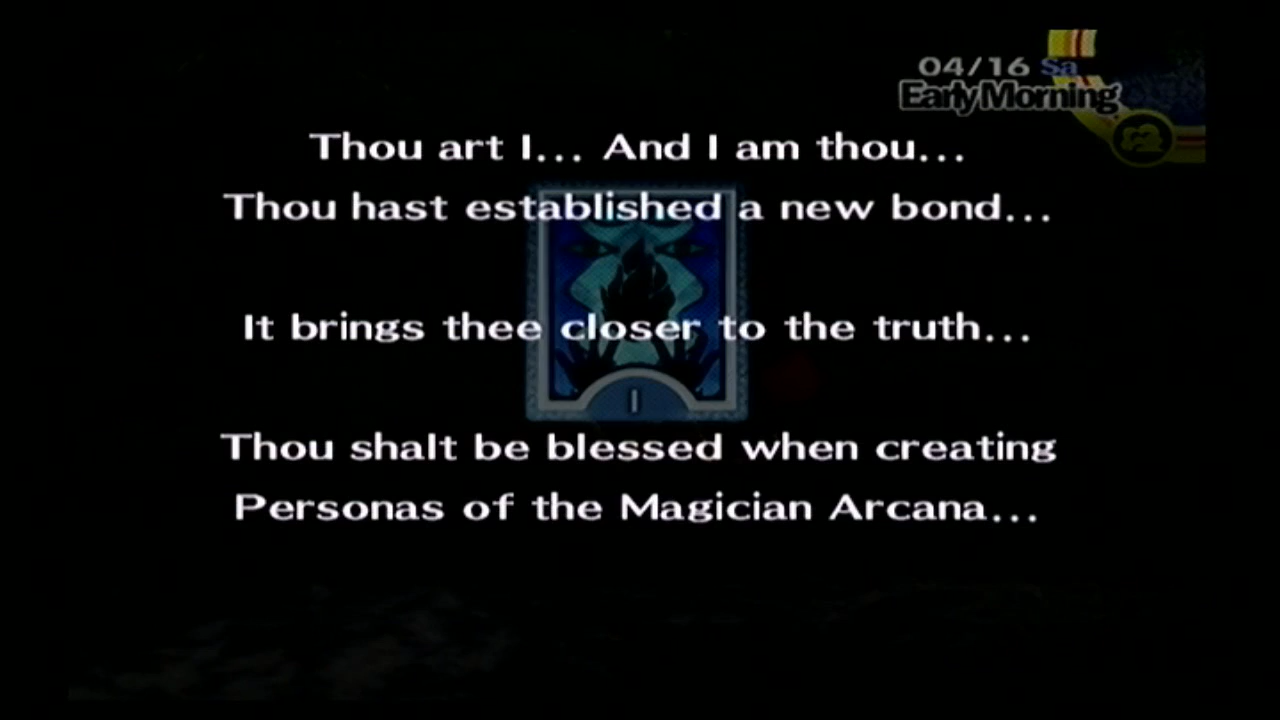 04/16 Sa
Early Morning
Thou art I... And I am thou...
Thou hast established a new bond...
It brings thee closer to the truth...
I
Thou shalt be blessed when creating
Personas of the Magician Arcana...